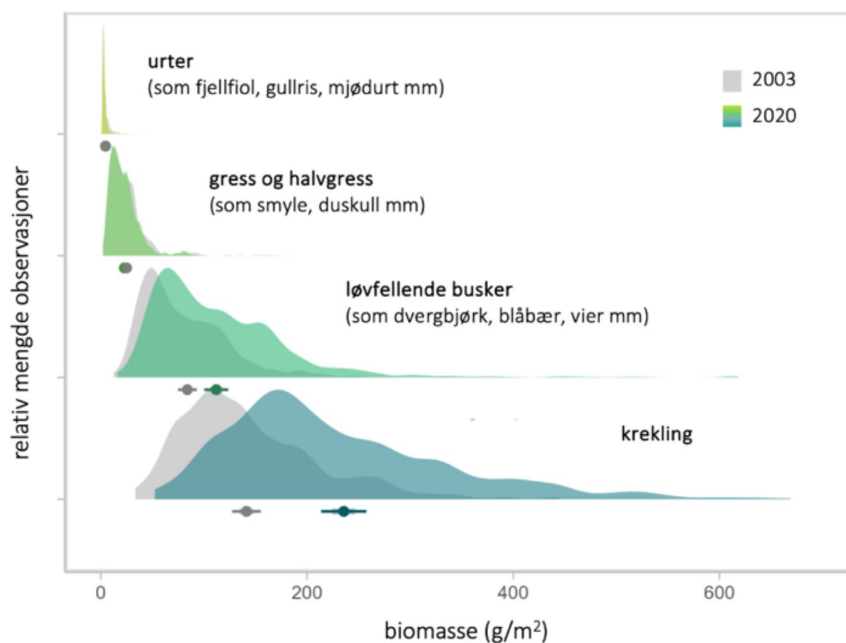 urter
(som fjellfiol, gullris, mjødurt mm)
2003
2020
gress og halvgress
(som smyle, duskull mm)
løvfellende busker
(som dvergbjørk, blåbær, vier mm)
krekling
relativ mengde observasjoner
0
200
400
600
biomasse (g/m²)